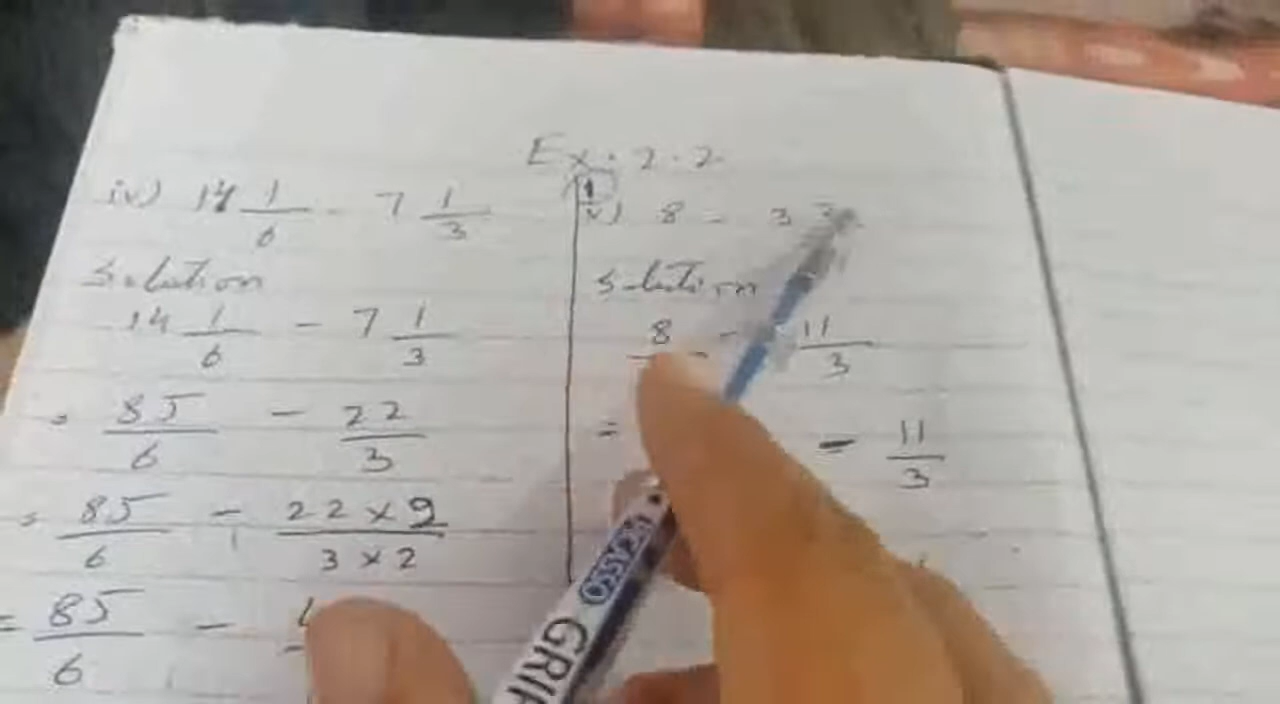 Ex. 2.2
iv) 14 1/6 - 7 1/3
Solution
14 1/6 - 7 1/3
= 85/6 - 22/3
= 85/6 - 22 x 2/3 x 2
= 85/6 -
v) 8 - 3
Solution
8 - 11/3
= - 11/3
DOSSO
GRIP